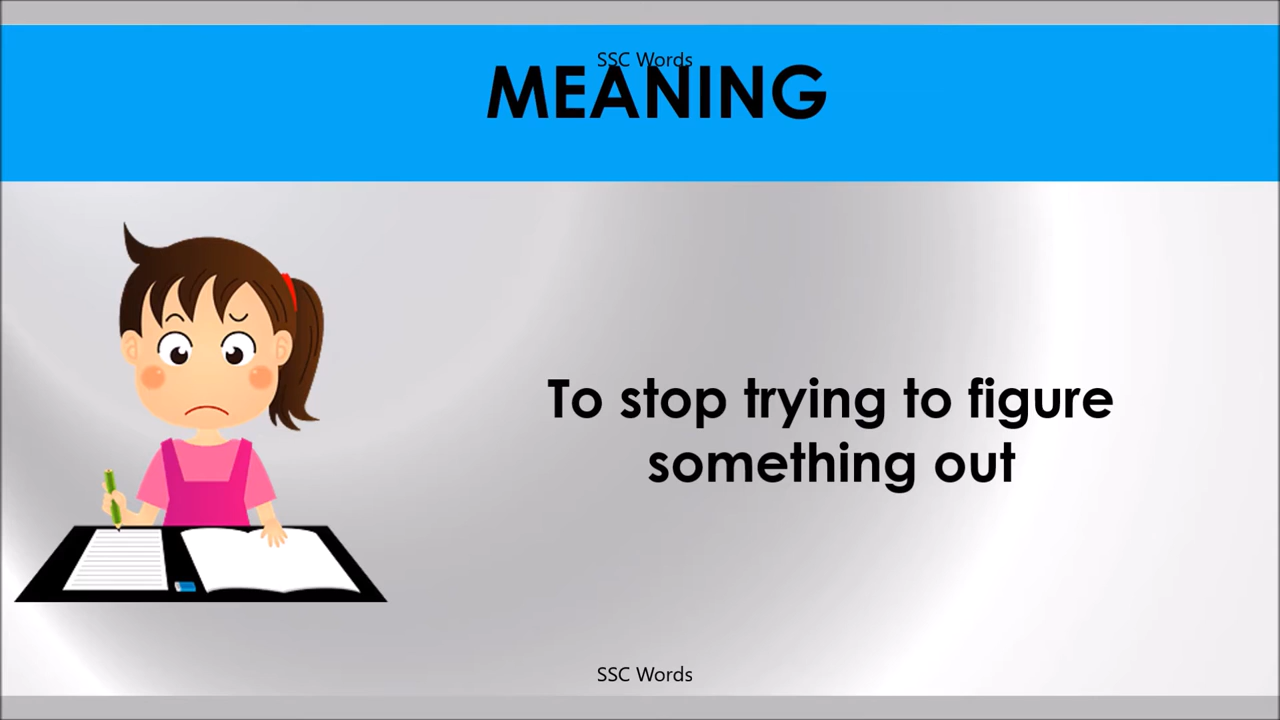 SSC Words
MEANING
To stop trying to figure
something out
SSC Words